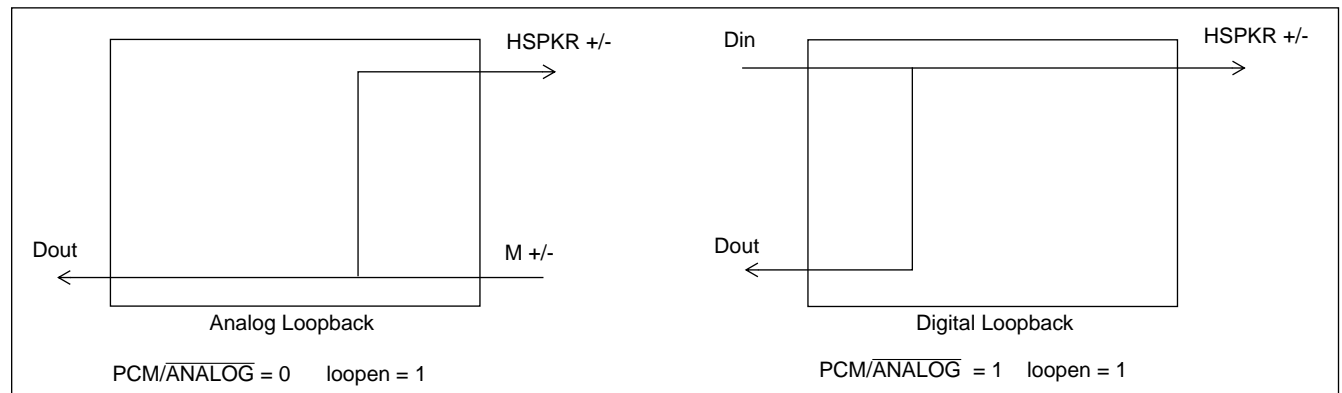 HSPKR +/-
Dout
M +/-
Analog Loopback
PCM/ANALOG = 0 loopen = 1
Din
HSPKR +/-
Dout
Digital Loopback
PCM/ANALOG = 1 loopen = 1